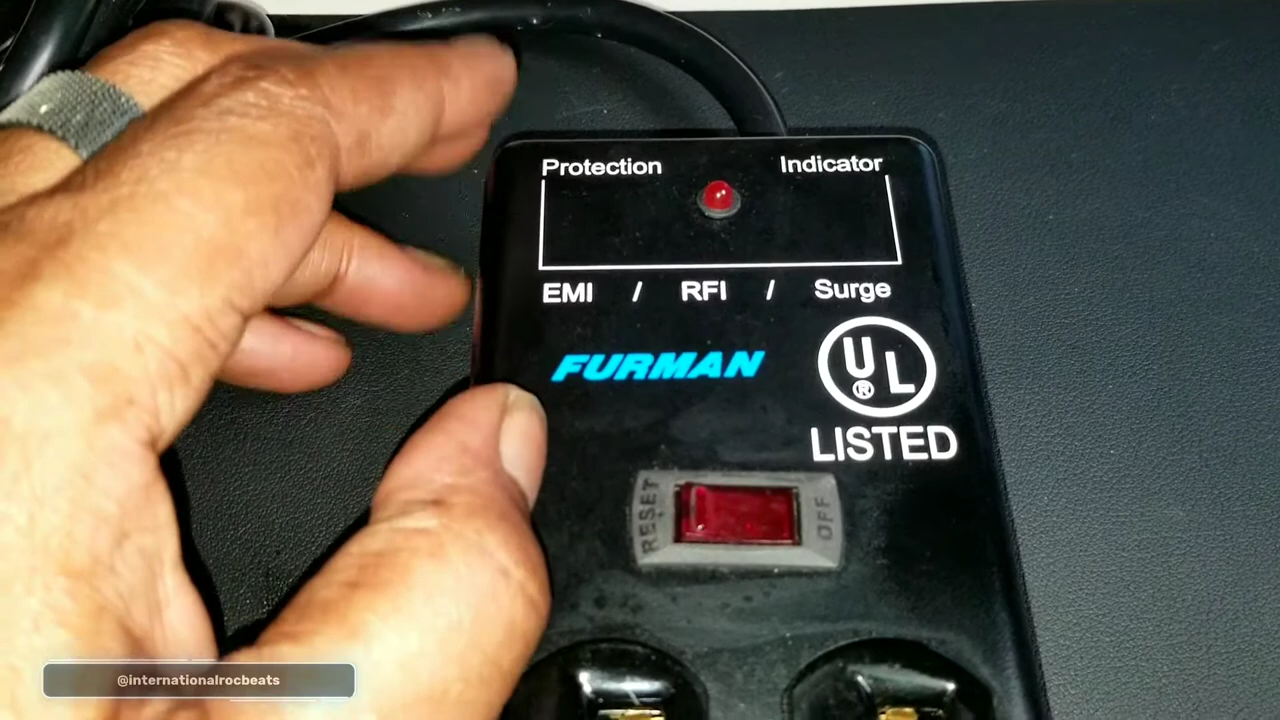 Protection Indicator
EMI / RFI / Surge
FURMAN
UL
®
LISTED
RESET
OFF
@internationalrocbeats